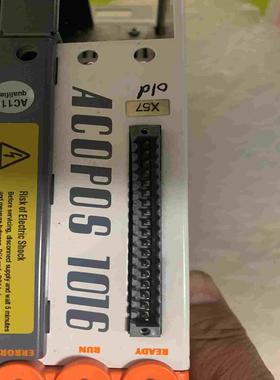 old
X57
AC11
qualifie
ACOPOS 1016
Risk of Electric Shock
Before servicing, disconnect
supply and wait 5 minutes
READY
RUN
ERROR